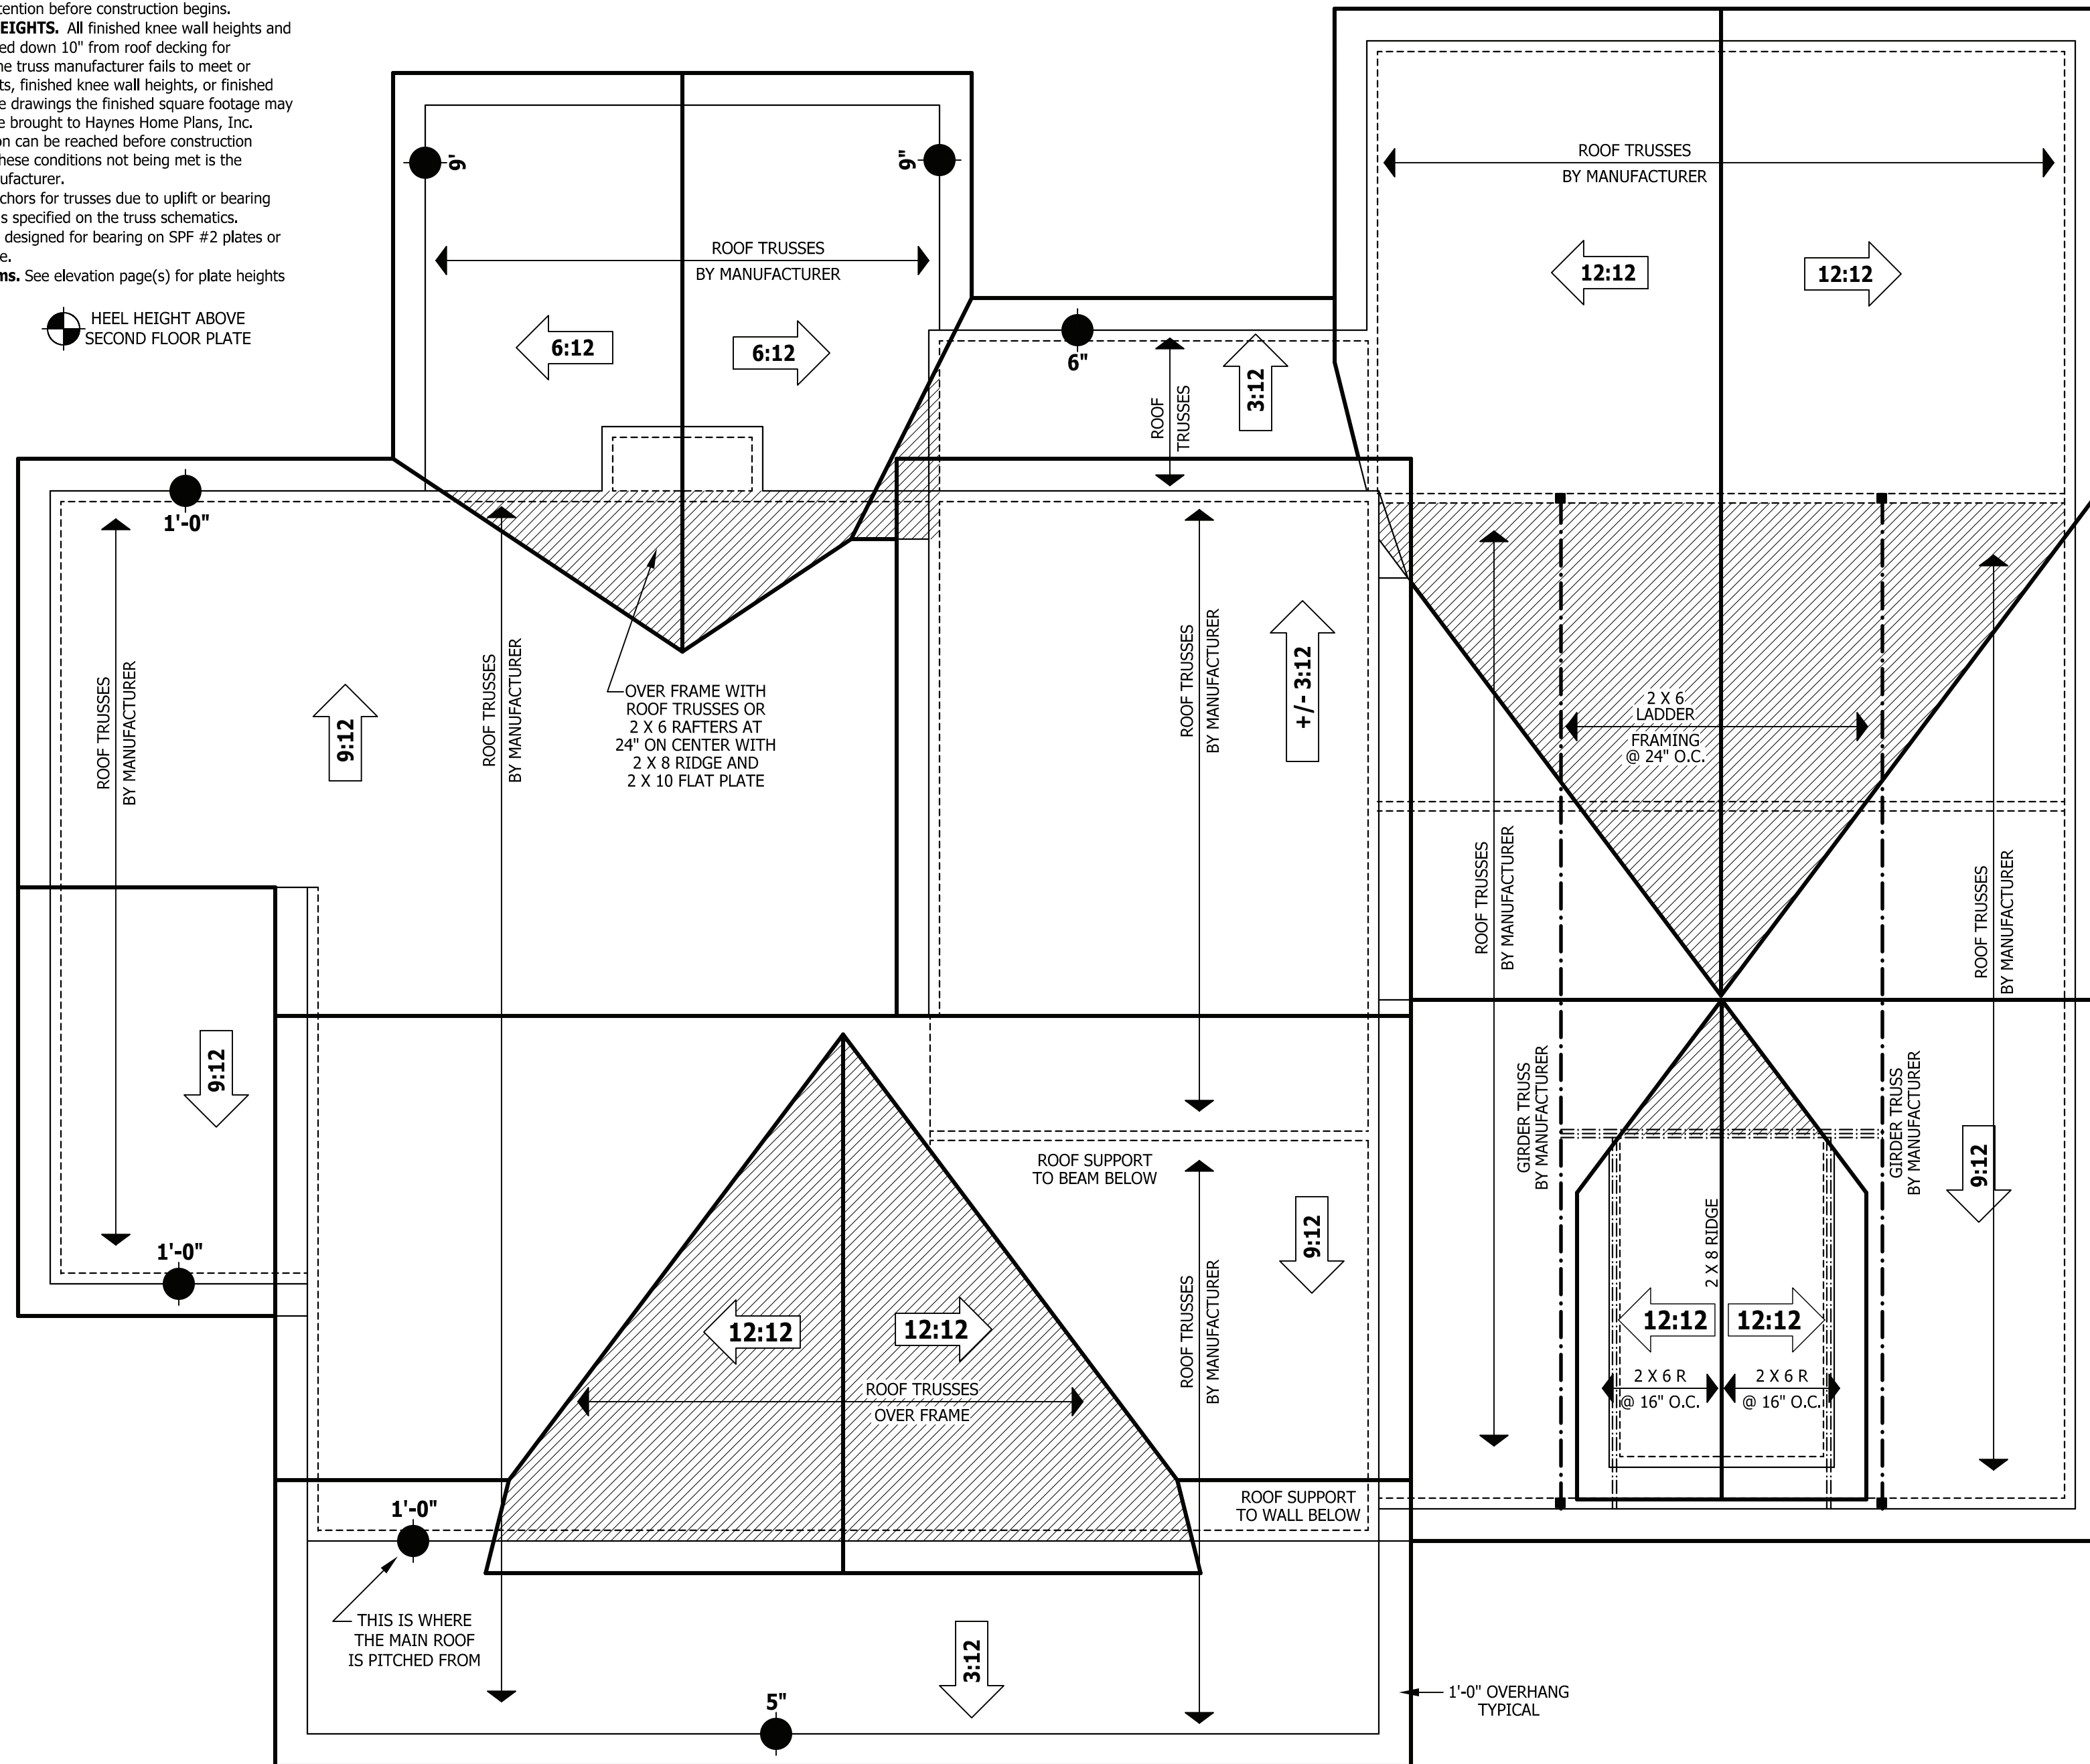 tention before construction begins.
EIGHTS. All finished knee wall heights and
ed down 10" from roof decking for
ne truss manufacturer fails to meet or
ts, finished knee wall heights, or finished
e drawings the finished square footage may
e brought to Haynes Home Plans, Inc.
on can be reached before construction
hese conditions not being met is the
ufacturer.
chors for trusses due to uplift or bearing
s specified on the truss schematics.
designed for bearing on SPF #2 plates or
e.
ms. See elevation page(s) for plate heights
HEEL HEIGHT ABOVE
SECOND FLOOR PLATE
9'
9"
ROOF TRUSSES
BY MANUFACTURER
6:12
6:12
6"
ROOF
TRUSSES
3:12
ROOF TRUSSES
BY MANUFACTURER
12:12
12:12
1'-0"
ROOF TRUSSES
BY MANUFACTURER
9:12
ROOF TRUSSES
BY MANUFACTURER
OVER FRAME WITH
ROOF TRUSSES OR
2 X 6 RAFTERS AT
24" ON CENTER WITH
2 X 8 RIDGE AND
2 X 10 FLAT PLATE
ROOF TRUSSES
BY MANUFACTURER
+/- 3:12
2 X 6
LADDER
FRAMING
@ 24" O.C.
ROOF TRUSSES
BY MANUFACTURER
ROOF TRUSSES
BY MANUFACTURER
9:12
1'-0"
ROOF SUPPORT
TO BEAM BELOW
9:12
GIRDER TRUSS
BY MANUFACTURER
GIRDER TRUSS
BY MANUFACTURER
9:12
2 X 8 RIDGE
12:12
12:12
ROOF TRUSSES
OVER FRAME
ROOF TRUSSES
BY MANUFACTURER
12:12
12:12
2 X 6 R
@ 16" O.C.
2 X 6 R
@ 16" O.C.
1'-0"
ROOF SUPPORT
TO WALL BELOW
THIS IS WHERE
THE MAIN ROOF
IS PITCHED FROM
3:12
5"
1'-0" OVERHANG
TYPICAL